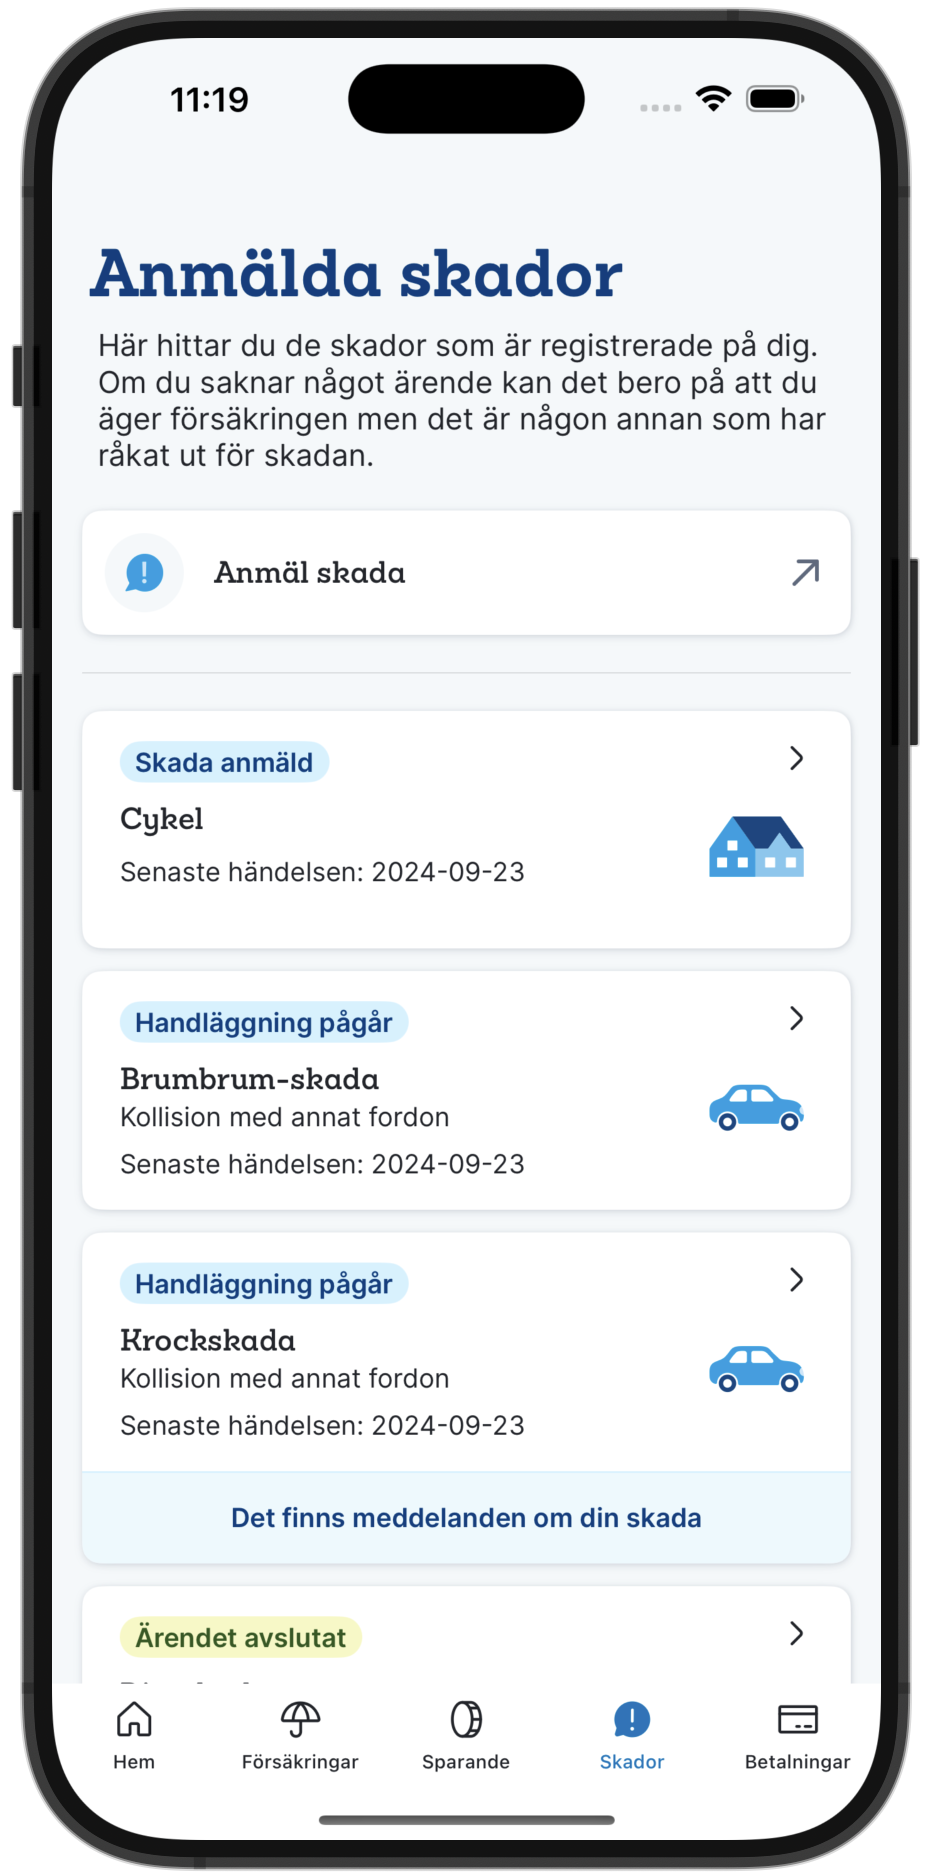 11:19
Anmälda skador
Här hittar du de skador som är registrerade på dig.
Om du saknar något ärende kan det bero på att du
äger försäkringen men det är någon annan som har
råkat ut för skadan.
Anmäl skada
Skada anmäld
Cykel
Senaste händelsen: 2024-09-23
Handläggning pågår
Brumbrum-skada
Kollision med annat fordon
Senaste händelsen: 2024-09-23
Handläggning pågår
Krockskada
Kollision med annat fordon
Senaste händelsen: 2024-09-23
Det finns meddelanden om din skada
Ärendet avslutat
Hem
Försäkringar
Sparande
Skador
Betalningar